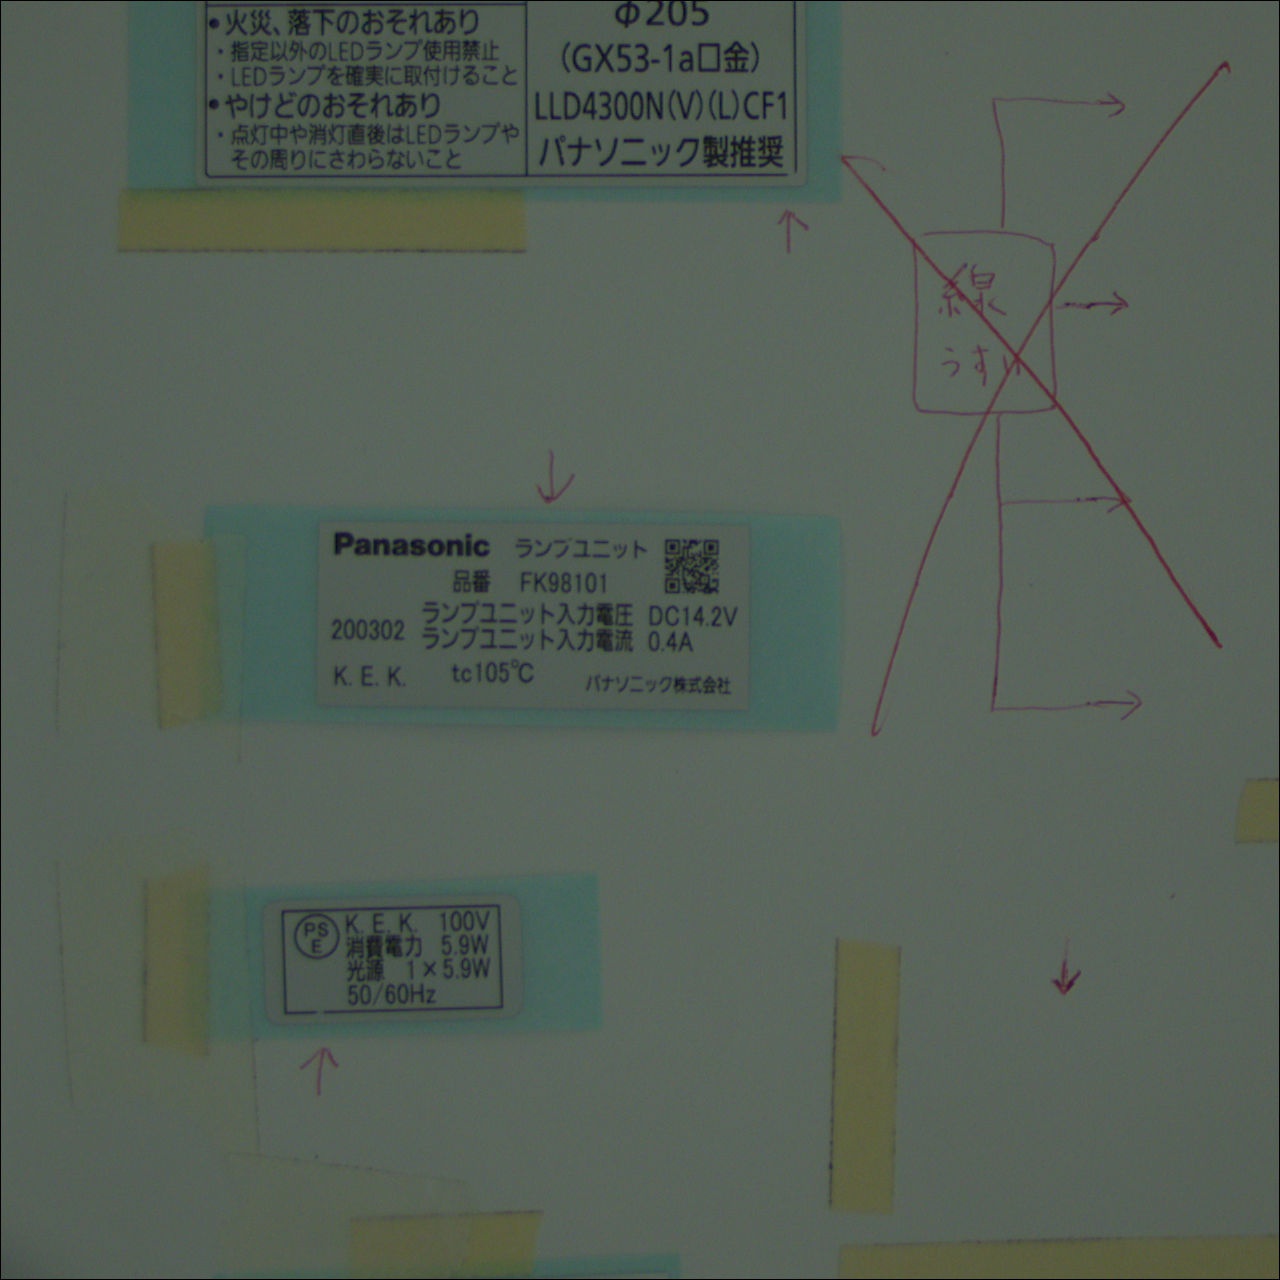 ●火災、落下のおそれあり
・指定以外のLEDランプ使用禁止
・LEDランプを確実に取付けること
●やけどのおそれあり
・点灯中や消灯直後はLEDランプや
その周りにさわらないこと
Φ205
(GX53-1a口金)
LLD4300N(V)(L)CF1
パナソニック製推奨
線
うすい
Panasonic ランプユニット
品番 FK98101
ランプユニット入力電圧 DC14.2V
200302 ランプユニット入力電流 0.4A
K.E.K. tc105℃ パナソニック株式会社
PS
E
K.E.K. 100V
消費電力 5.9W
光源 1×5.9W
50/60Hz